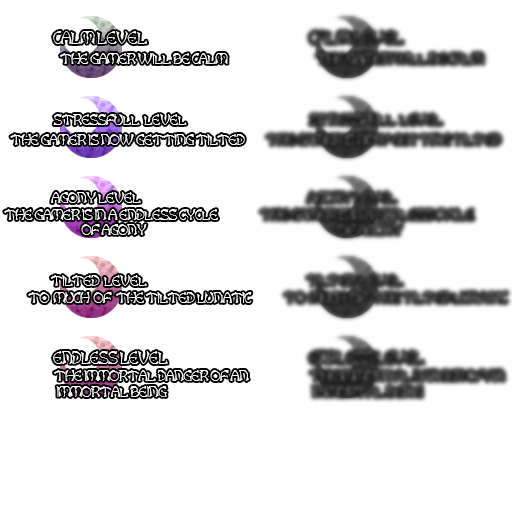 CALM LEVEL
THE GAMER WILL BE CALM
STRESSFULL LEVEL
THE GAMER IS NOW GETTING TILTED
AGONY LEVEL
THE GAMER IS IN A ENDLESS CYCLE
OF AGONY
TILTED LEVEL
TO MUCH OF THE TILTED LUNATIC
ENDLESS LEVEL
THE IMMORTAL DANGER OF AN
IMMORTAL BEING